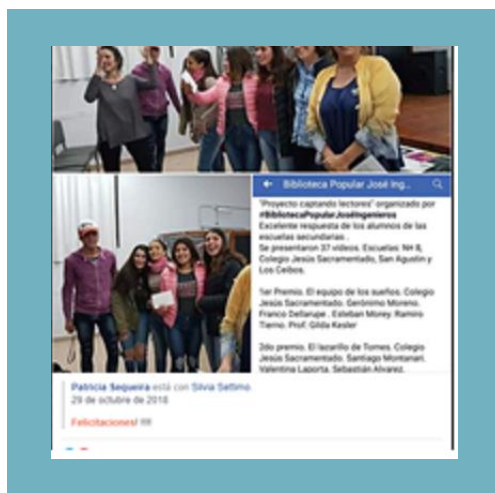 Biblioteca Popular José Ing...
"Proyecto captando lectores" organizado por
#BibliotecaPopularJoséIngenieros
Excelente respuesta de los alumnos de las
escuelas secundarias .
Se presentaron 37 videos. Escuelas: N# 8,
Colegio Jesús Sacramentado, San Agustín y
Los Ceibos.
1er Premio. El equipo de los sueños. Colegio
Jesús Sacramentado. Gerónimo Moreno.
Franco Dellarupe . Esteban Morey. Ramiro
Tierno. Prof. Gilda Kesler
2do premio. El lazarillo de Tomes. Colegio
Jesús Sacramentado. Santiago Montanari.
Valentina Laporta. Sebastián Alvarez.
Patricia Sequeira está con Silvia Settimo.
29 de octubre de 2018
Felicitaciones! !!!!